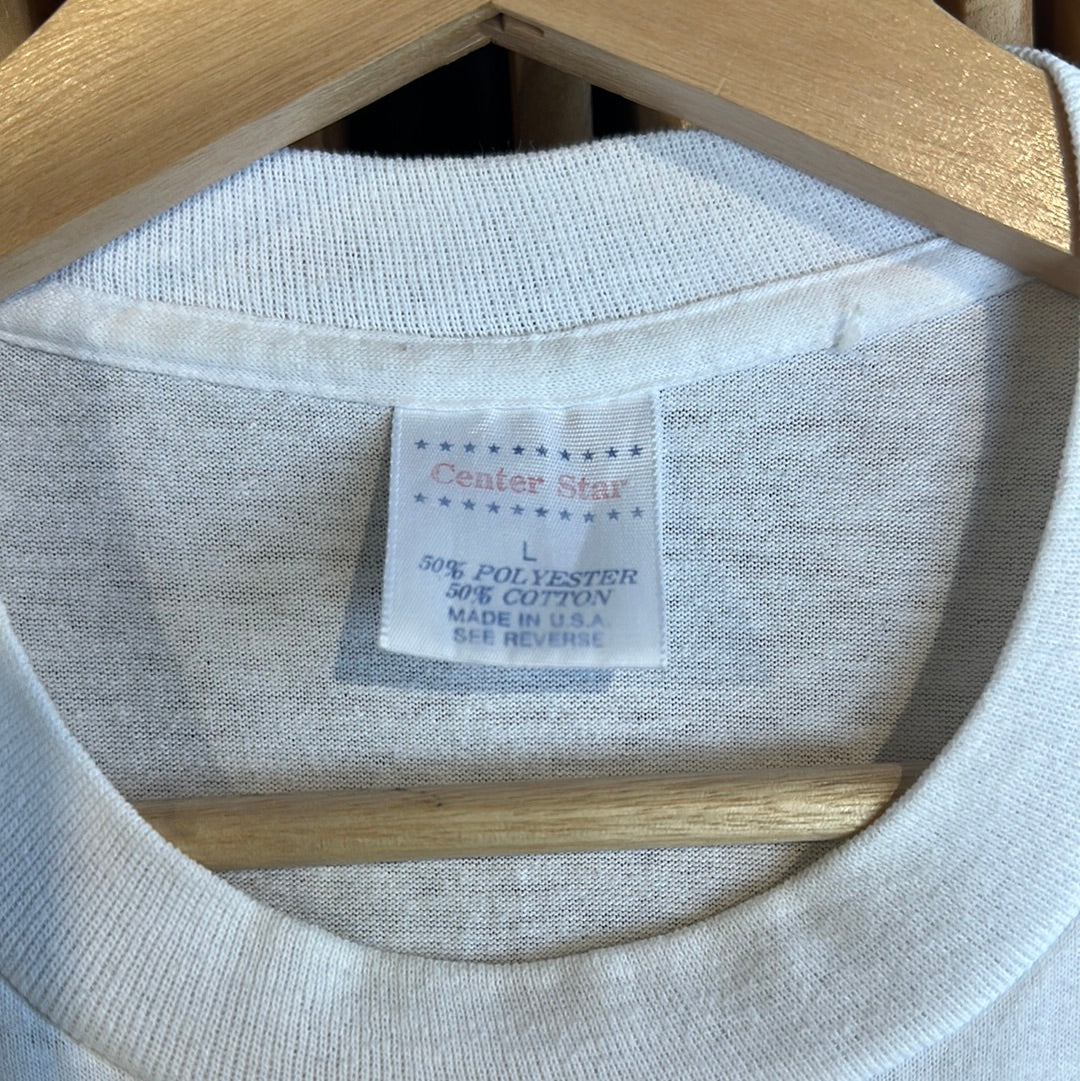 Center Star
L
50% POLYESTER
50% COTTON
MADE IN U.S.A.
SEE REVERSE